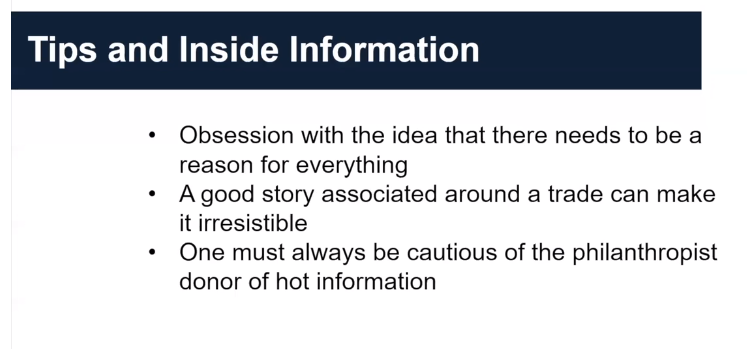 Tips and Inside Information
• Obsession with the idea that there needs to be a
reason for everything
• A good story associated around a trade can make
it irresistible
• One must always be cautious of the philanthropist
donor of hot information